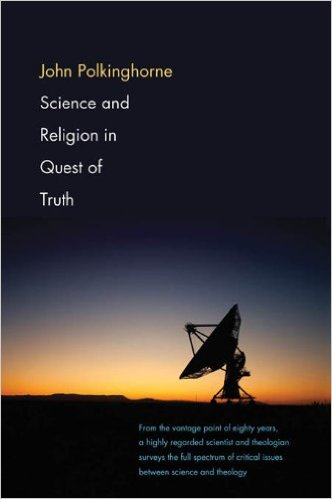 John Polkinghorne
Science and
Religion in
Quest of
Truth
From the vantage point of eighty years,
a highly regarded scientist and theologian
surveys the full spectrum of critical issues
between science and theology